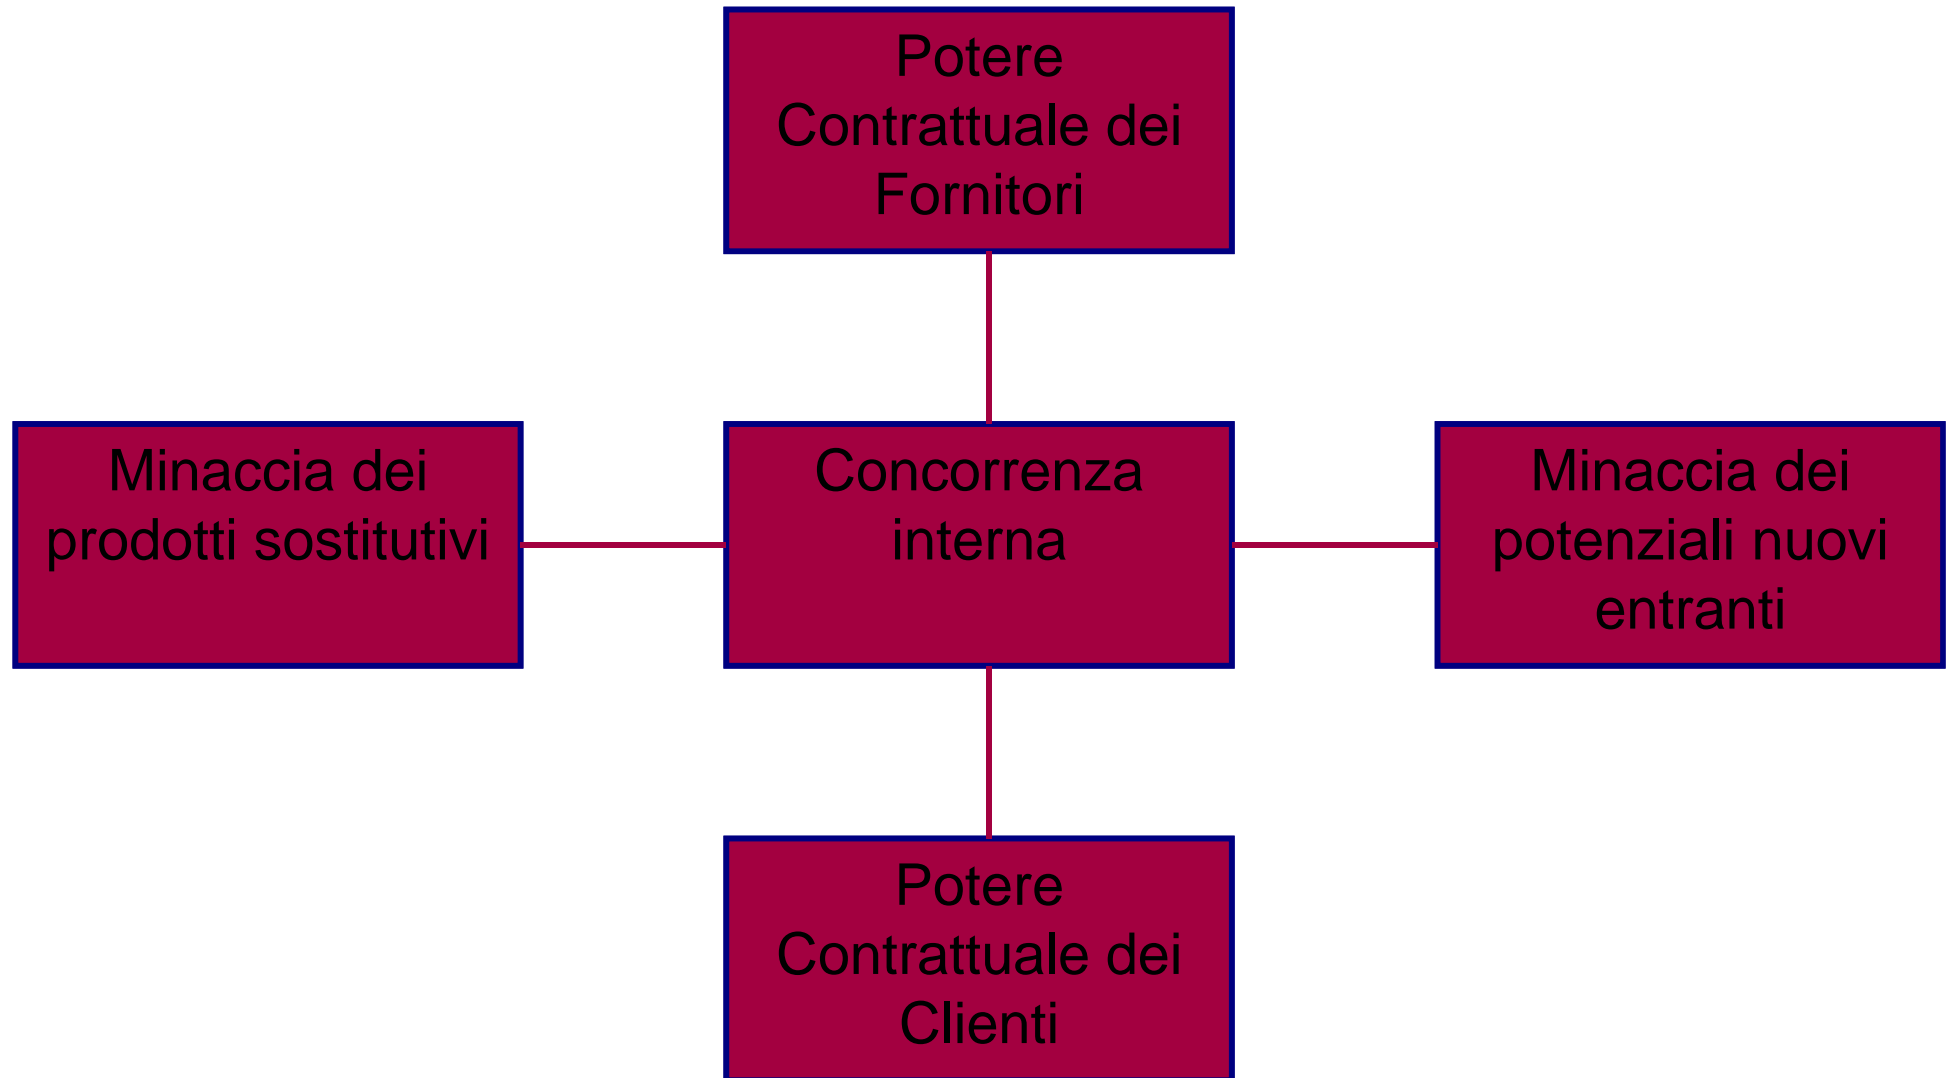 Potere
Contrattuale dei
Fornitori
Minaccia dei
prodotti sostitutivi
Concorrenza
interna
Minaccia dei
potenziali nuovi
entranti
Potere
Contrattuale dei
Clienti